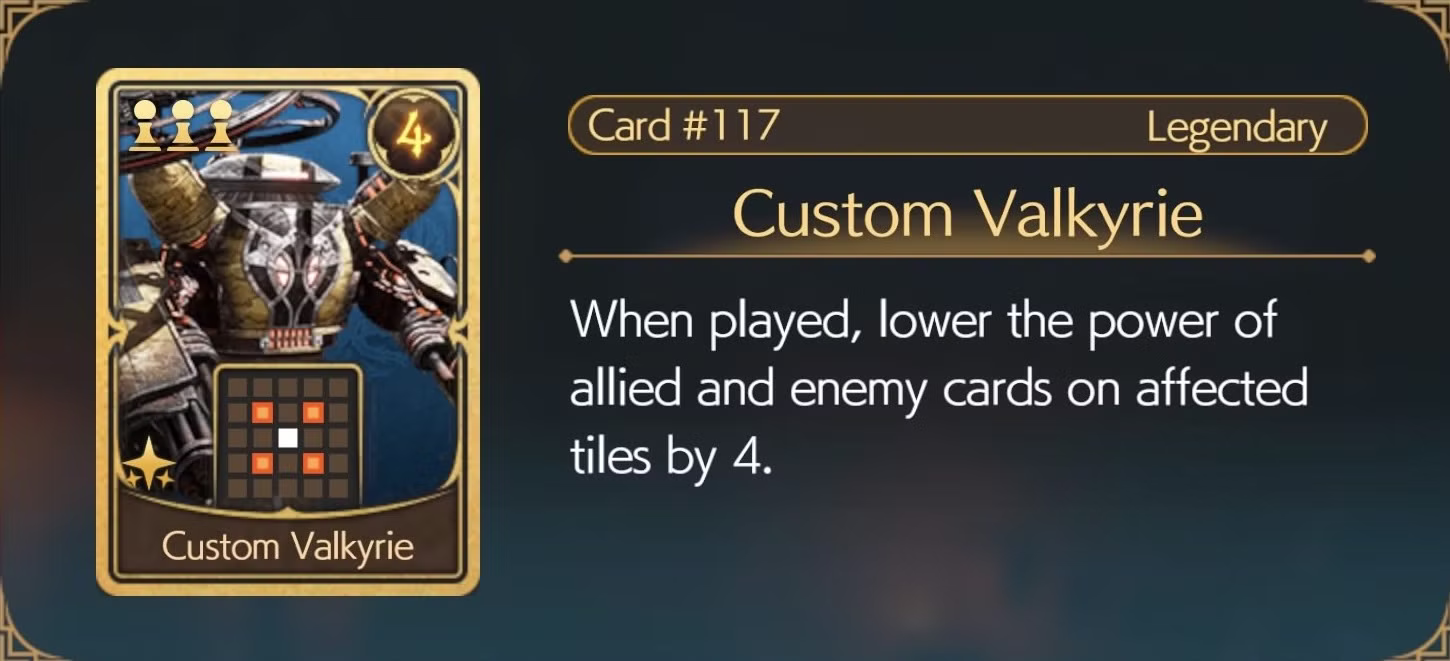 4
Custom Valkyrie
Card #117 Legendary
Custom Valkyrie
When played, lower the power of
allied and enemy cards on affected
tiles by 4.